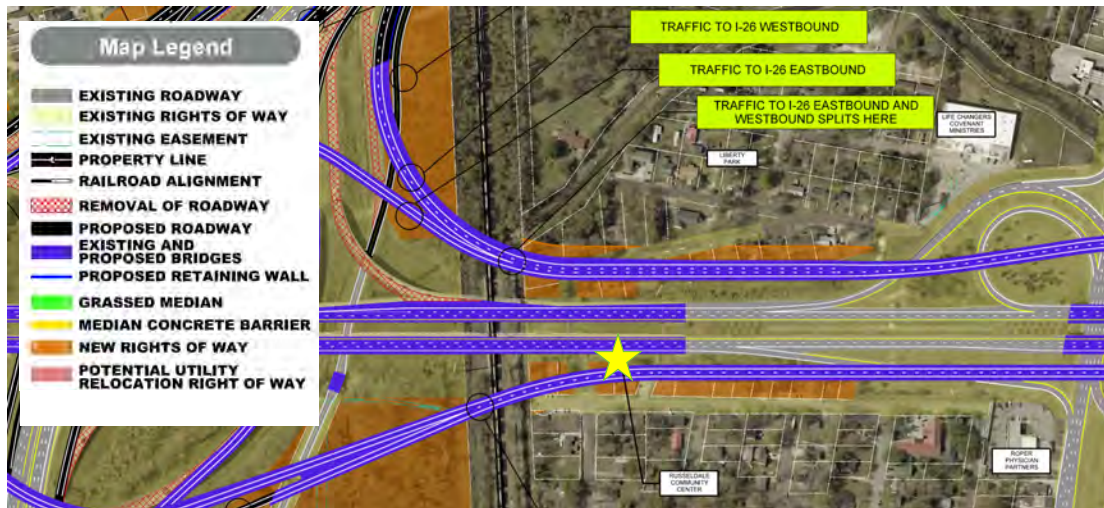 Map Legend
EXISTING ROADWAY
EXISTING RIGHTS OF WAY
EXISTING EASEMENT
PROPERTY LINE
RAILROAD ALIGNMENT
REMOVAL OF ROADWAY
PROPOSED ROADWAY
EXISTING AND
PROPOSED BRIDGES
PROPOSED RETAINING WALL
GRASSED MEDIAN
MEDIAN CONCRETE BARRIER
NEW RIGHTS OF WAY
POTENTIAL UTILITY
RELOCATION RIGHT OF WAY
TRAFFIC TO I-26 WESTBOUND
TRAFFIC TO I-26 EASTBOUND
TRAFFIC TO I-26 EASTBOUND AND
WESTBOUND SPLITS HERE
LIFE CHANGERS
COVENANT
MINISTRIES
LIBERTY
PARK
RUSSELDALE
COMMUNITY
CENTER
ROPER
PHYSICIAN
PARTNERS